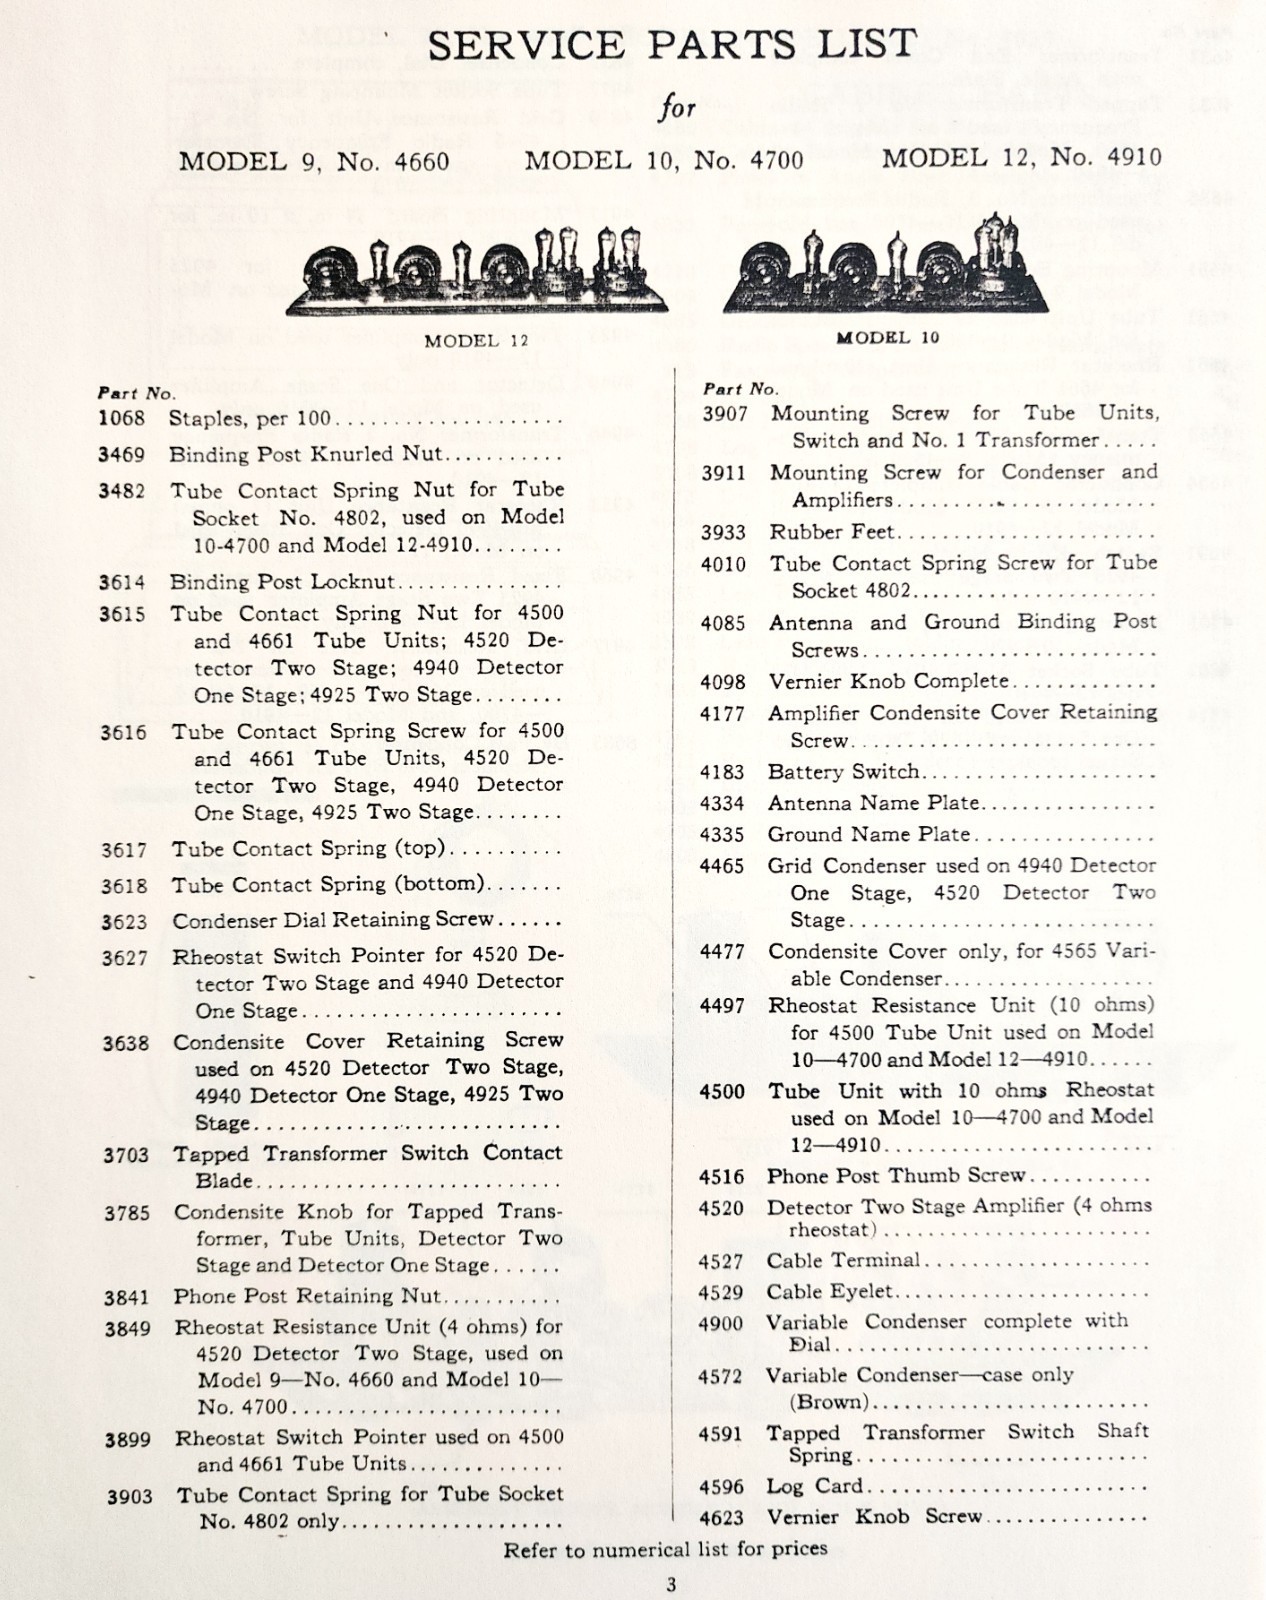 SERVICE PARTS LIST
for
MODEL 9, No. 4660 MODEL 10, No. 4700 MODEL 12, No. 4910
MODEL 12
MODEL 10
Part No.
1068 Staples, per 100.....................
3469 Binding Post Knurled Nut...........
3482 Tube Contact Spring Nut for Tube
Socket No. 4802, used on Model
10-4700 and Model 12-4910........
3614 Binding Post Locknut...............
3615 Tube Contact Spring Nut for 4500
and 4661 Tube Units; 4520 De-
tector Two Stage; 4940 Detector
One Stage; 4925 Two Stage........
3616 Tube Contact Spring Screw for 4500
and 4661 Tube Units, 4520 De-
tector Two Stage, 4940 Detector
One Stage, 4925 Two Stage........
3617 Tube Contact Spring (top)..........
3618 Tube Contact Spring (bottom).......
3623 Condenser Dial Retaining Screw......
3627 Rheostat Switch Pointer for 4520 De-
tector Two Stage and 4940 Detector
One Stage........................
3638 Condensite Cover Retaining Screw
used on 4520 Detector Two Stage,
4940 Detector One Stage, 4925 Two
Stage............................
3703 Tapped Transformer Switch Contact
Blade............................
3785 Condensite Knob for Tapped Trans-
former, Tube Units, Detector Two
Stage and Detector One Stage......
3841 Phone Post Retaining Nut...........
3849 Rheostat Resistance Unit (4 ohms) for
4520 Detector Two Stage, used on
Model 9—No. 4660 and Model 10—
No. 4700.........................
3899 Rheostat Switch Pointer used on 4500
and 4661 Tube Units..............
3903 Tube Contact Spring for Tube Socket
No. 4802 only....................
Part No.
3907 Mounting Screw for Tube Units,
Switch and No. 1 Transformer.....
3911 Mounting Screw for Condenser and
Amplifiers........................
3933 Rubber Feet........................
4010 Tube Contact Spring Screw for Tube
Socket 4802......................
4085 Antenna and Ground Binding Post
Screws...........................
4098 Vernier Knob Complete.............
4177 Amplifier Condensite Cover Retaining
Screw............................
4183 Battery Switch.....................
4334 Antenna Name Plate................
4335 Ground Name Plate................
4465 Grid Condenser used on 4940 Detector
One Stage, 4520 Detector Two
Stage............................
4477 Condensite Cover only, for 4565 Vari-
able Condenser...................
4497 Rheostat Resistance Unit (10 ohms)
for 4500 Tube Unit used on Model
10—4700 and Model 12—4910......
4500 Tube Unit with 10 ohms Rheostat
used on Model 10—4700 and Model
12—4910.........................
4516 Phone Post Thumb Screw...........
4520 Detector Two Stage Amplifier (4 ohms
rheostat)........................
4527 Cable Terminal.....................
4529 Cable Eyelet.......................
4900 Variable Condenser complete with
Dial.............................
4572 Variable Condenser—case only
(Brown).........................
4591 Tapped Transformer Switch Shaft
Spring...........................
4596 Log Card..........................
4623 Vernier Knob Screw...............
Refer to numerical list for prices
3